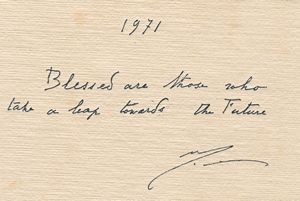 1971
Blessed are those who
take a leap towards the Future